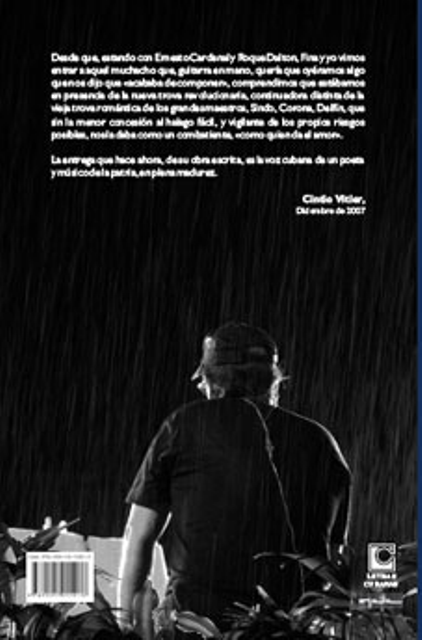 Desde que, estando con Ernesto Cardenal y Roque Dalton, Fina y yo vimos
entrar a aquel muchacho que, guitarra en mano, quería que oyéramos algo
que nos dijo que «acababa de componer», comprendimos que estábamos
en presencia de la nueva trova revolucionaria, continuadora distinta de la
vieja trova romántica de los grandes maestros, Sindo, Corona, Delfín, que
sin la menor concesión al halago fácil, y vigilante de los propios riesgos
posibles, nos la daba como un combatiente, «como quien da el amor».
La entrega que hace ahora, de su obra escrita, es la voz cubana de un poeta
y músico de la patria, en plena madurez.
Cintio Vitier,
Diciembre de 2007
LETRAS
CUBANAS